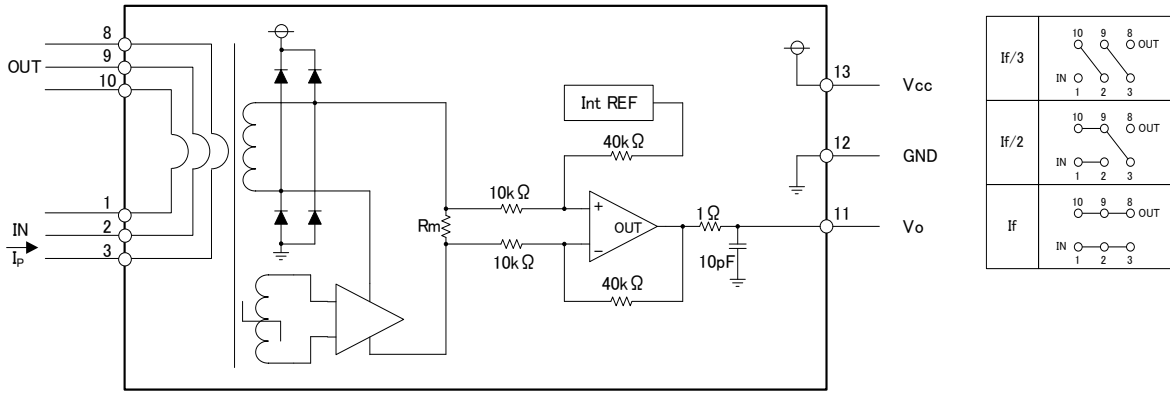 8
OUT 9
10
1
IN 2
I_P 3
Int REF
40kΩ
10kΩ
Rm
10kΩ
+
−
OUT
40kΩ
1Ω
10pF
13 Vcc
12 GND
11 Vo
If/3
10 9 8
OUT
IN
1 2 3
If/2
10 9 8
OUT
IN
1 2 3
If
10 9 8
OUT
IN
1 2 3